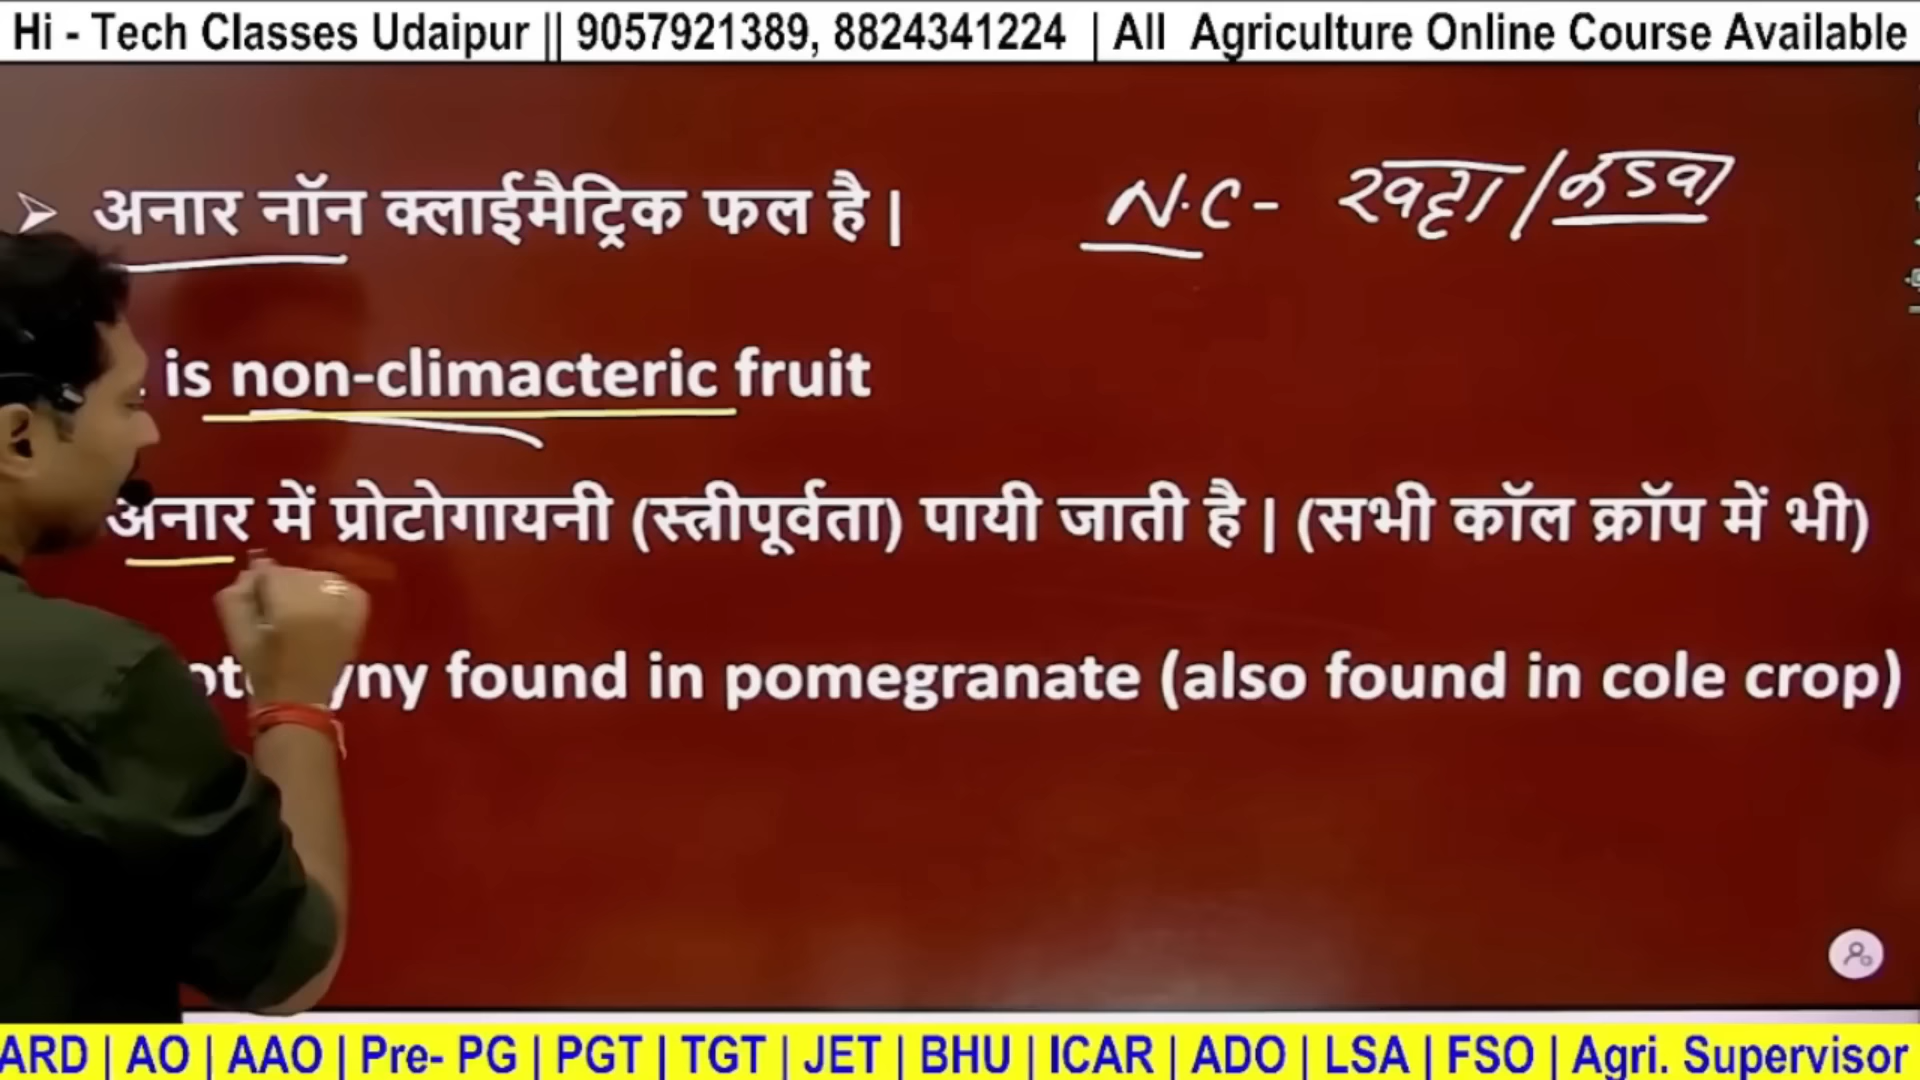 Hi - Tech Classes Udaipur || 9057921389, 8824341224 | All Agriculture Online Course Available
➢ अनार नॉन क्लाईमैट्रिक फल है | N.C - खट्टा / कडवा
is non-climacteric fruit
अनार में प्रोटोगायनी (स्त्रीपूर्वता) पायी जाती है | (सभी कॉल क्रॉप में भी)
found in pomegranate (also found in cole crop)
ARD | AO | AAO | Pre- PG | PGT | TGT | JET | BHU | ICAR | ADO | LSA | FSO | Agri. Supervisor